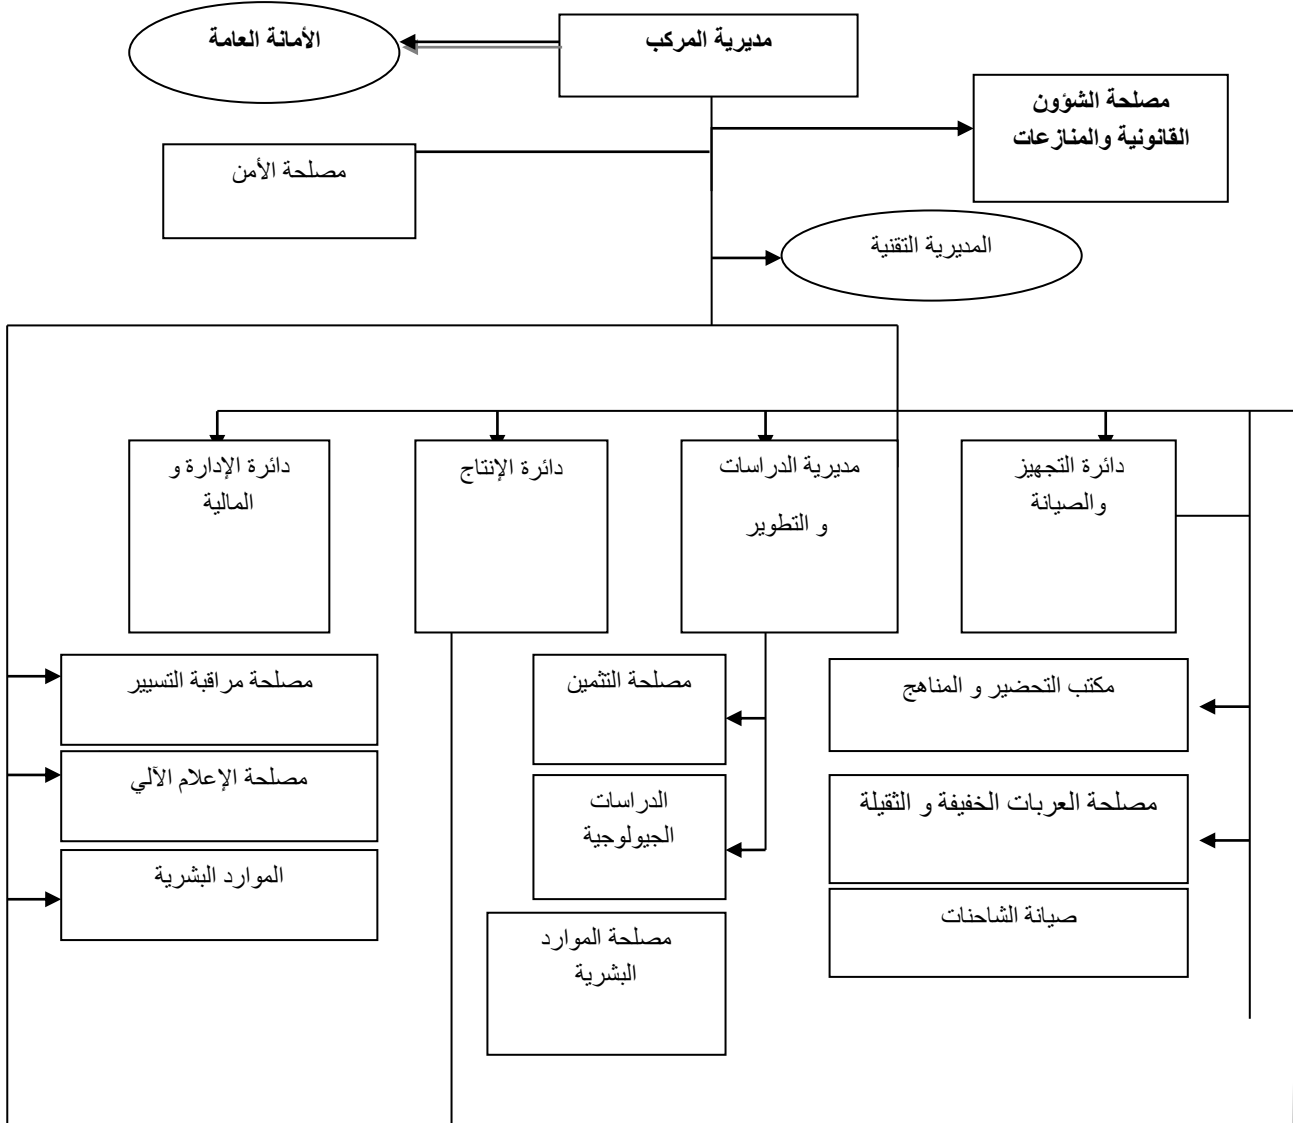 مديرية المركب
الأمانة العامة
مصلحة الشؤون
القانونية والمنازعات
مصلحة الأمن
المديرية التقنية
دائرة التجهيز
والصيانة
مديرية الدراسات
و التطوير
دائرة الإنتاج
دائرة الإدارة و
المالية
مكتب التحضير و المناهج
مصلحة التثمين
مصلحة مراقبة التسيير
مصلحة العربات الخفيفة و الثقيلة
الدراسات
الجيولوجية
مصلحة الإعلام الآلي
صيانة الشاحنات
مصلحة الموارد
البشرية
الموارد البشرية